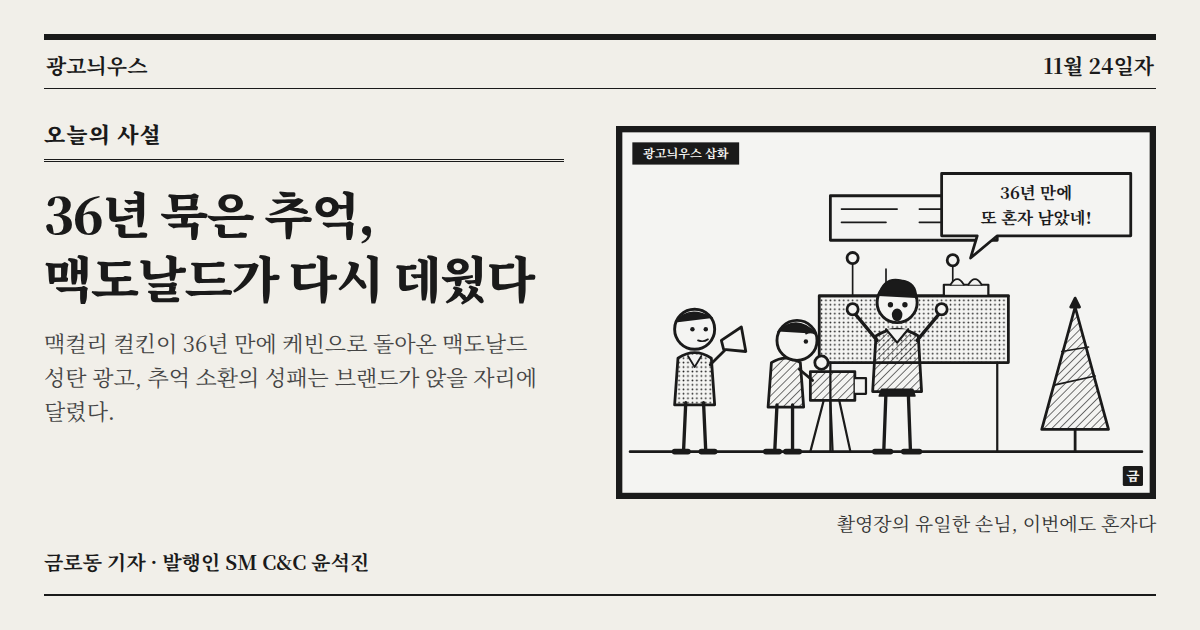 광고늬우스
11월 24일자
오늘의 사설
36년 묵은 추억,
맥도날드가 다시 데웠다
맥컬리 컬킨이 36년 만에 케빈으로 돌아온 맥도날드
성탄 광고, 추억 소환의 성패는 브랜드가 앉을 자리에
달렸다.
금로동 기자 · 발행인 SM C&C 윤석진
광고늬우스 삽화
36년 만에
또 혼자 남았네!
금
촬영장의 유일한 손님, 이번에도 혼자다